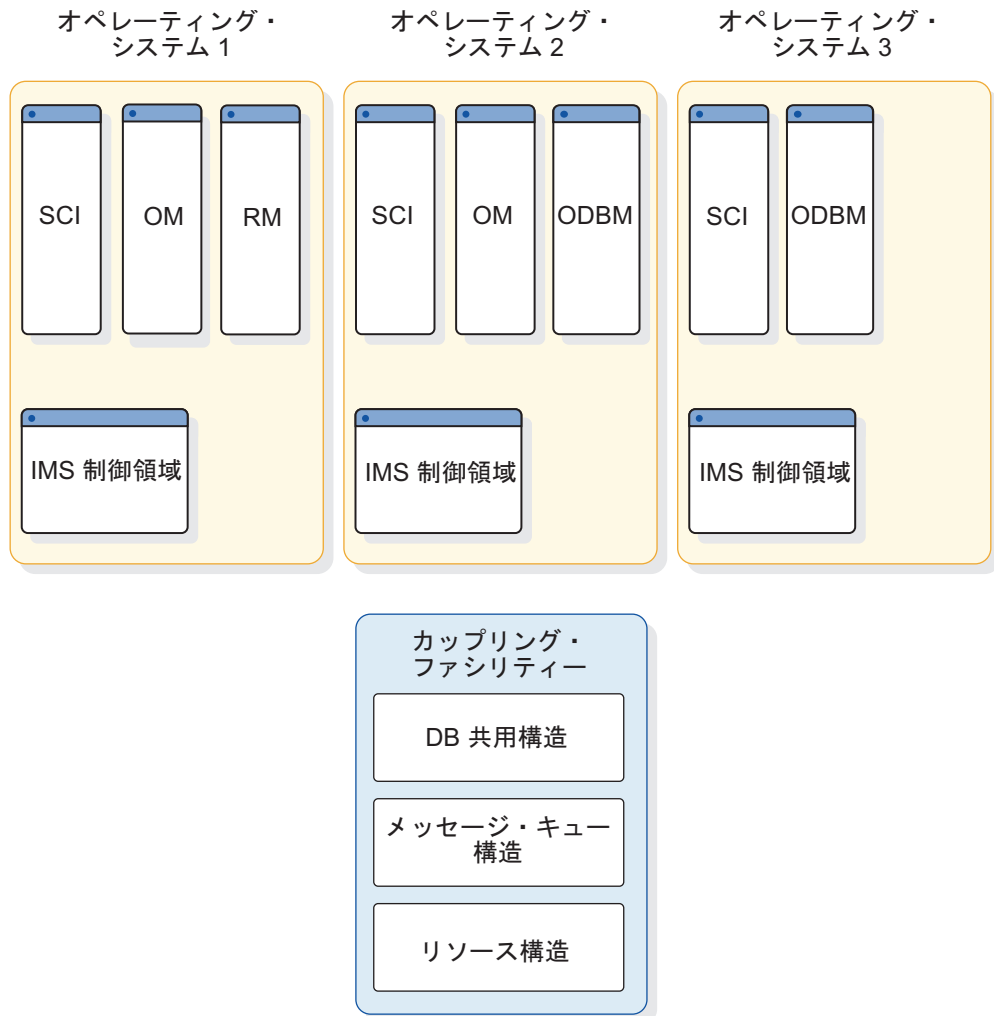 オペレーティング・
システム 1
オペレーティング・
システム 2
オペレーティング・
システム 3
SCI
OM
RM
SCI
OM
ODBM
SCI
ODBM
IMS 制御領域
IMS 制御領域
IMS 制御領域
カップリング・
ファシリティー
DB 共用構造
メッセージ・キュー
構造
リソース構造